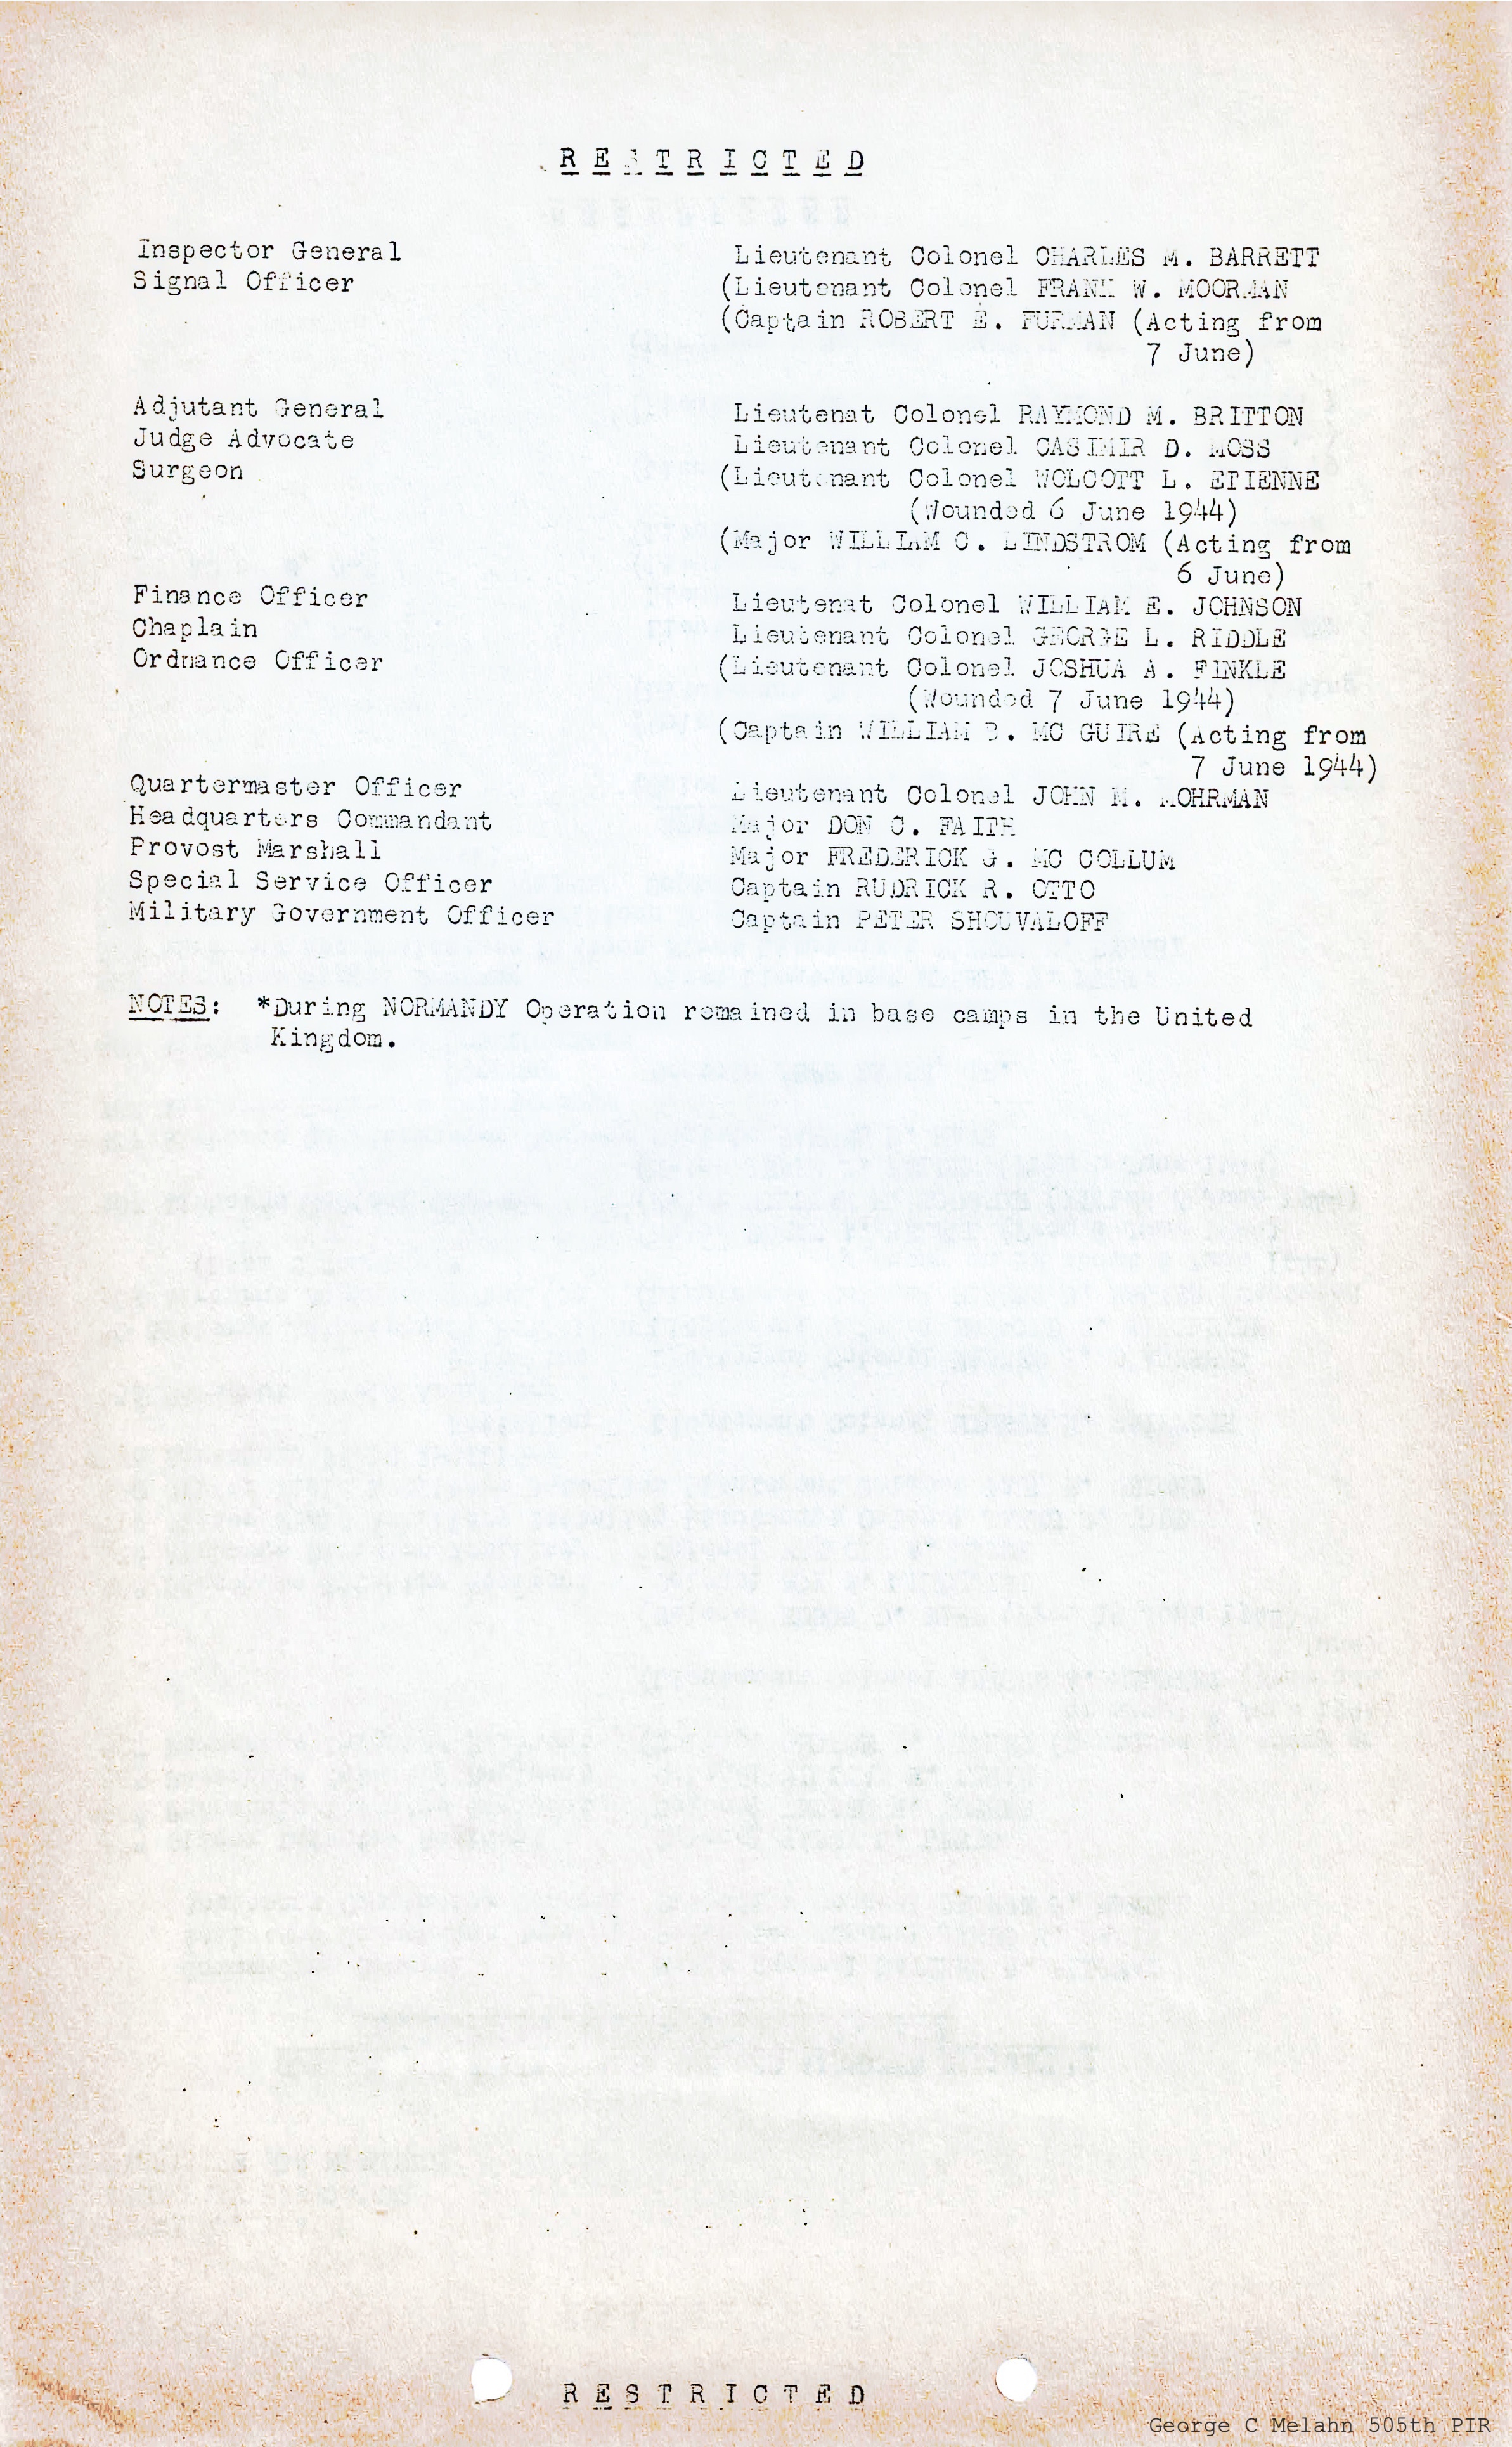 RESTRICTED
Inspector General Lieutenant Colonel CHARLES M. BARRETT
Signal Officer (Lieutenant Colonel FRANK W. MOORMAN
(Captain ROBERT E. FURMAN (Acting from
7 June)
Adjutant General Lieutenat Colonel RAYMOND M. BRITTON
Judge Advocate Lieutenant Colonel CASIMIR D. MOSS
Surgeon (Lieutenant Colonel WOLCOTT L. ETIENNE
(Wounded 6 June 1944)
(Major WILLIAM C. LINDSTROM (Acting from
6 June)
Finance Officer Lieutenat Colonel WILLIAM E. JOHNSON
Chaplain Lieutenant Colonel GEORGE L. RIDDLE
Ordnance Officer (Lieutenant Colonel JOSHUA A. FINKLE
(Wounded 7 June 1944)
(Captain WILLIAM B. MC GUIRE (Acting from
7 June 1944)
Quartermaster Officer Lieutenant Colonel JOHN M. MOHRMAN
Headquarters Commandant Major DON C. FAITH
Provost Marshall Major FREDERICK G. MC COLLUM
Special Service Officer Captain RUDRICK R. OTTO
Military Government Officer Captain PETER SHOUVALOFF
NOTES: *During NORMANDY Operation remained in base camps in the United
Kingdom.
RESTRICTED
George C Melahn 505th PIR